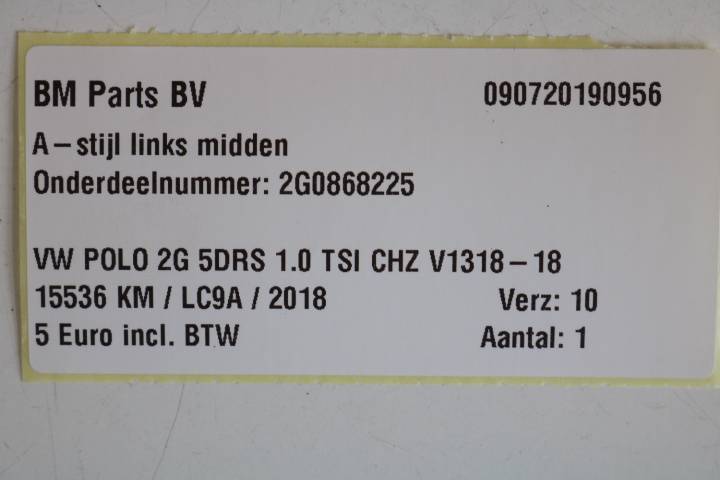 BM Parts BV 090720190956
A-stijl links midden
Onderdeelnummer: 2G0868225
VW POLO 2G 5DRS 1.0 TSI CHZ V1318-18
15536 KM / LC9A / 2018 Verz: 10
5 Euro incl. BTW Aantal: 1